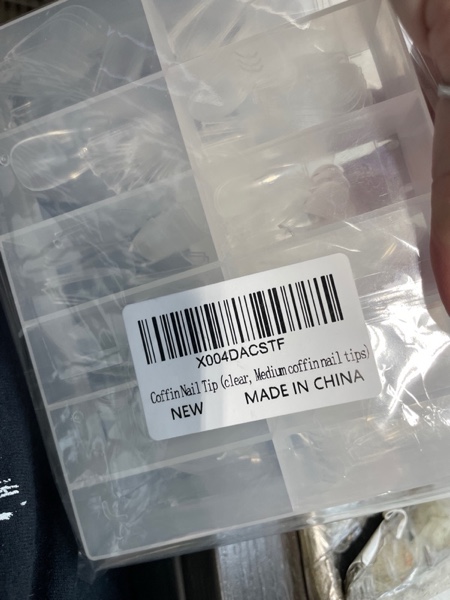 X004DACSTF
Coffin Nail Tip (clear, Medium coffin nail tips)
NEW MADE IN CHINA